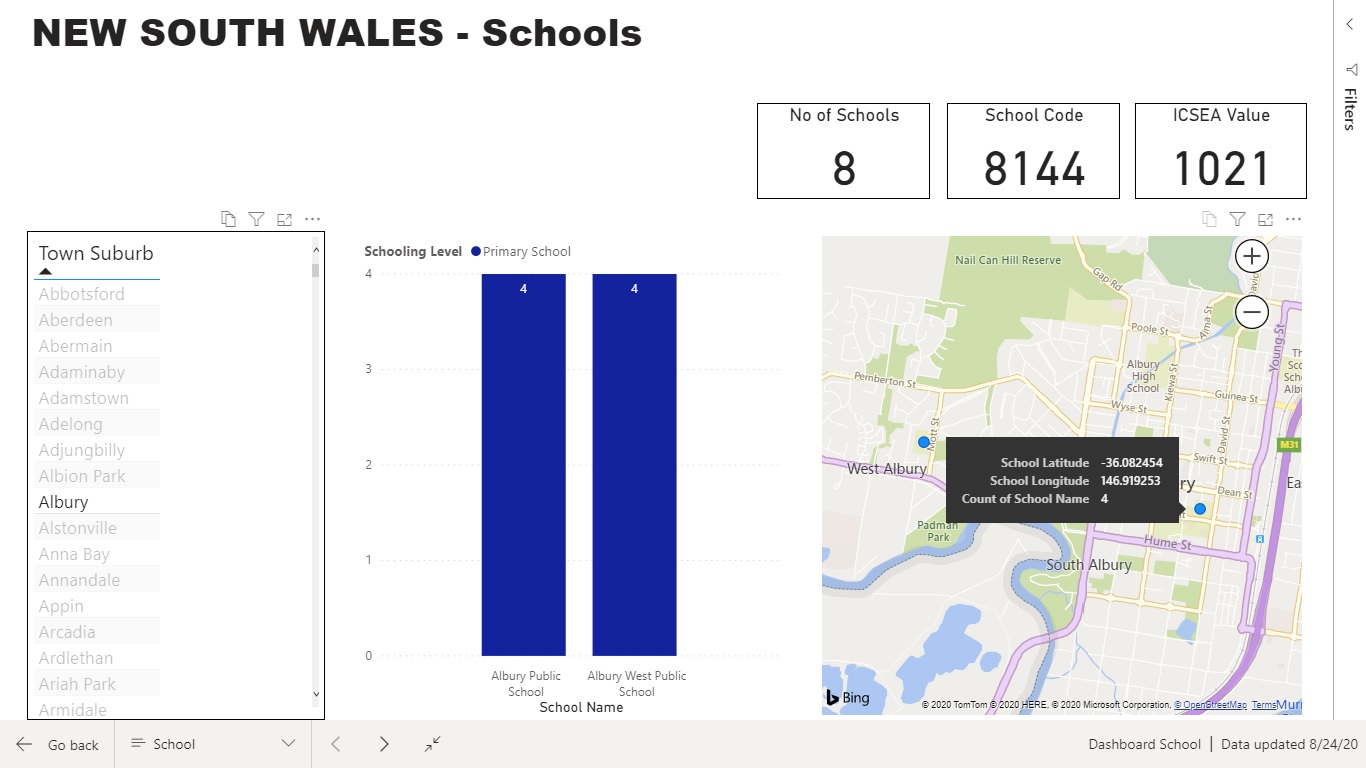 NEW SOUTH WALES - Schools
Filters
No of Schools
8
School Code
8144
ICSEA Value
1021
Town Suburb
Abbotsford
Aberdeen
Abermain
Adaminaby
Adamstown
Adelong
Adjungbilly
Albion Park
Albury
Alstonville
Anna Bay
Annandale
Appin
Arcadia
Ardlethan
Ariah Park
Armidale
Schooling Level Primary School
4
3
2
1
0
4
4
Albury Public
School
Albury West Public
School
School Name
Nail Can Hill Reserve
Gap Rd
Poole St
Alma St
David
Young St
Albury
High
School
Kiewa St
Pemberton St
Guinea St
Wyse St
Mott St
David St
M31
Swift St
West Albury
School Latitude -36.082454
School Longitude 146.919253
Count of School Name 4
ry
Dean St
Ea
Padman
Park
Hume St
South Albury
Bing
© 2020 TomTom © 2020 HERE, © 2020 Microsoft Corporation, © OpenStreetMap Terms
Muri
Go back
School
Dashboard School | Data updated 8/24/20